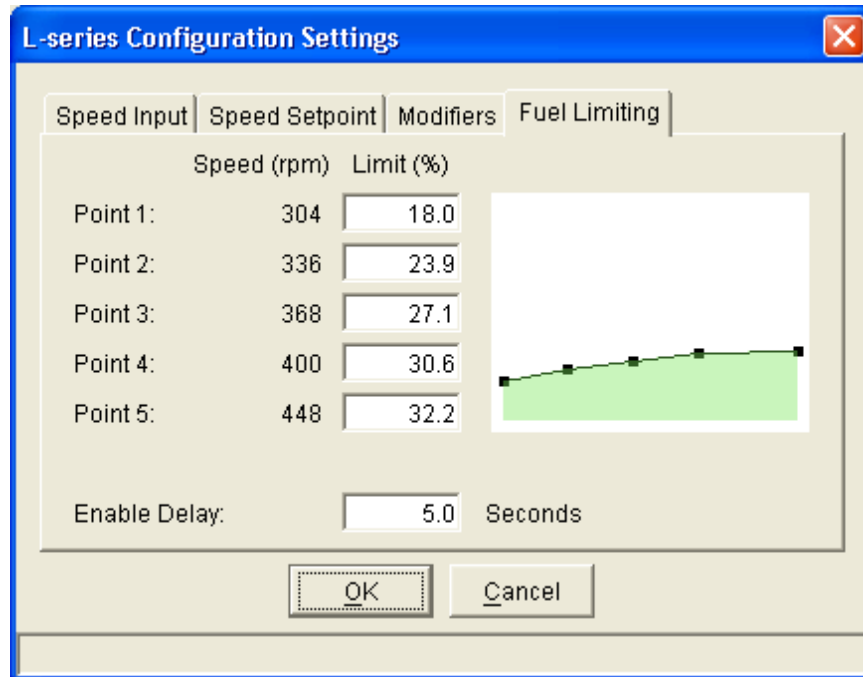 L-series Configuration Settings
Speed Input Speed Setpoint Modifiers Fuel Limiting
Speed (rpm) Limit (%)
Point 1: 304 18.0
Point 2: 336 23.9
Point 3: 368 27.1
Point 4: 400 30.6
Point 5: 448 32.2
Enable Delay: 5.0 Seconds
OK Cancel